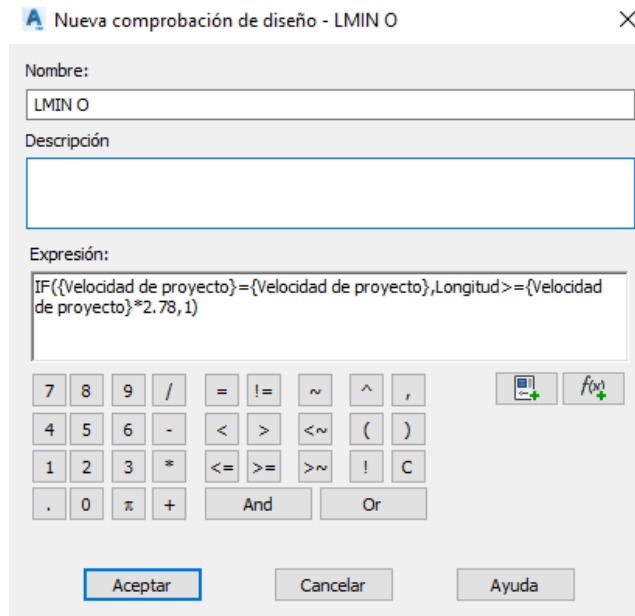 Nueva comprobación de diseño - LMIN O
Nombre:
LMIN O
Descripción
Expresión:
IF({Velocidad de proyecto}={Velocidad de proyecto},Longitud>={Velocidad
de proyecto}*2.78,1)
7 8 9 / = != ~ ^ , f(x)
4 5 6 - < > <~ ( )
1 2 3 * <= >= >~ ! C
. 0 π + And Or
Aceptar Cancelar Ayuda